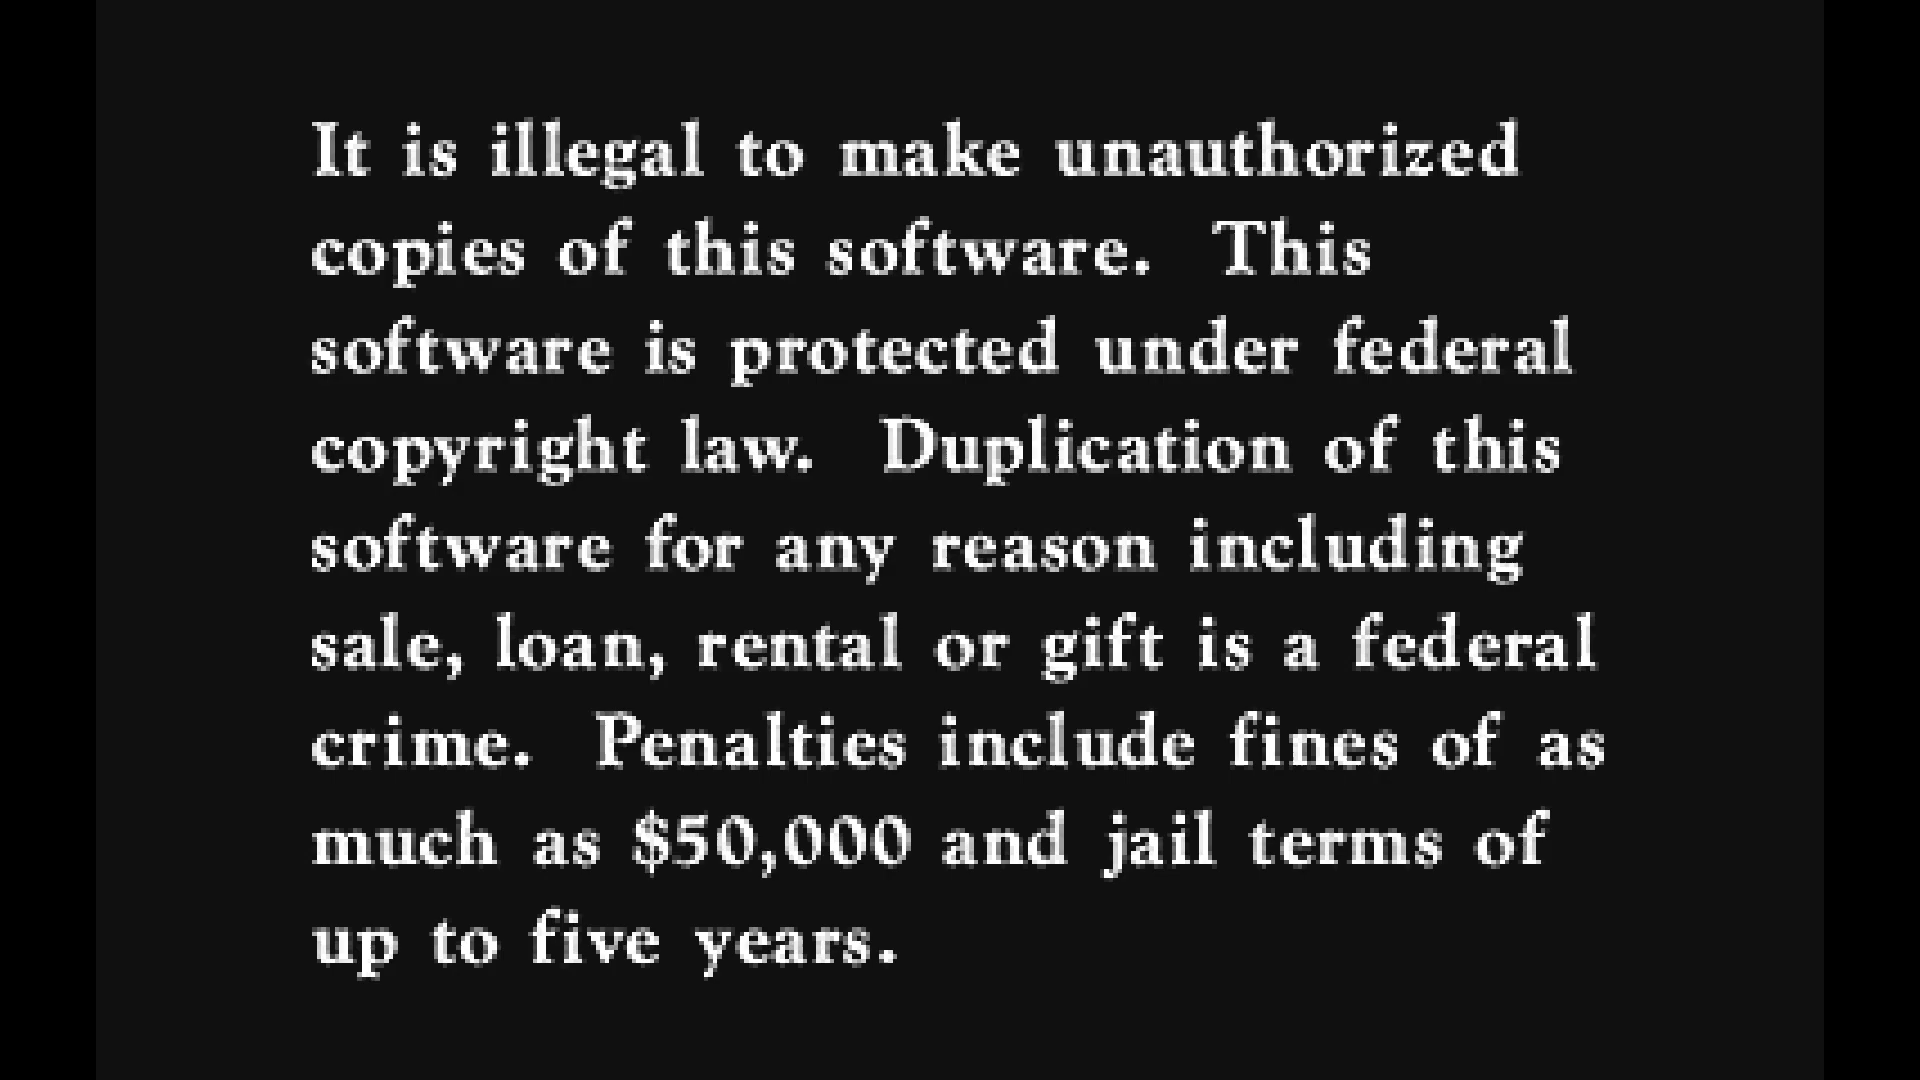 It is illegal to make unauthorized
copies of this software.  This
software is protected under federal
copyright law.  Duplication of this
software for any reason including
sale, loan, rental or gift is a federal
crime.  Penalties include fines of as
much as $50,000 and jail terms of
up to five years.